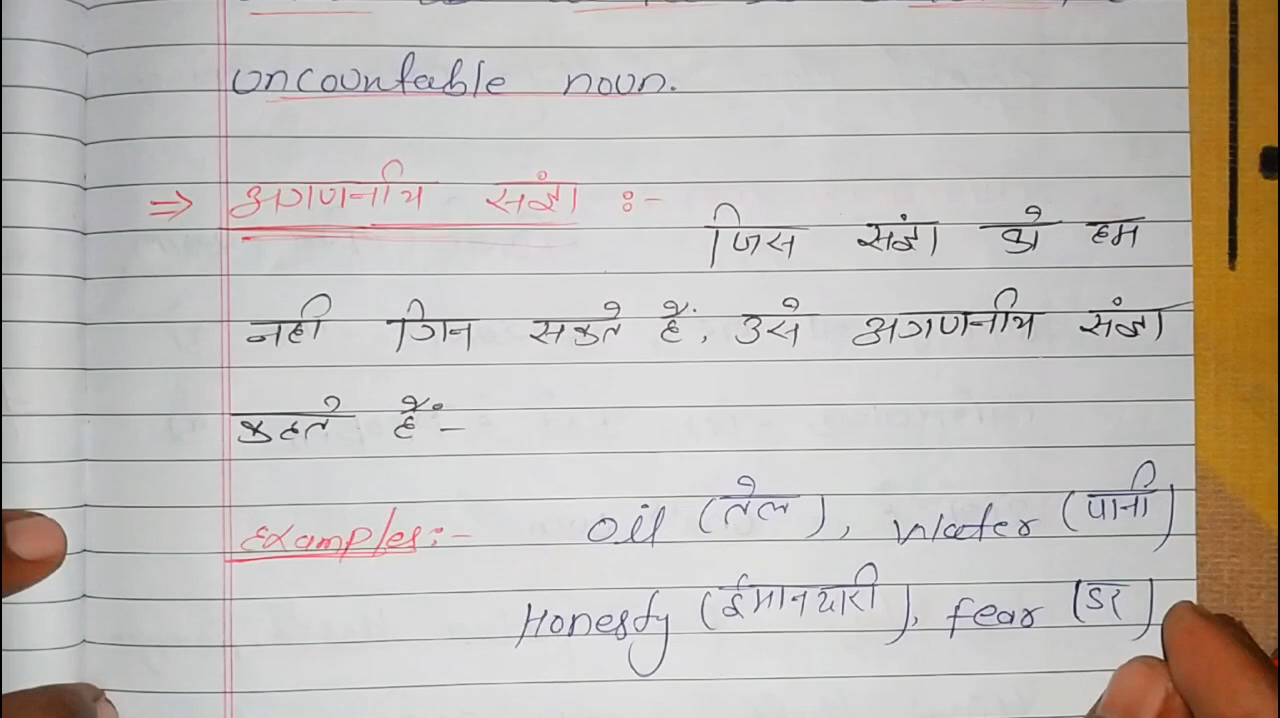 uncountable noun.
⇒ अगणनीय संज्ञा :-
जिस संज्ञा को हम
नही गिन सकते हैं, उसे अगणनीय संज्ञा
कहते हैं-
Examples:- Oil (तेल), Water (पानी)
Honesty (ईमानदारी), fear (डर)